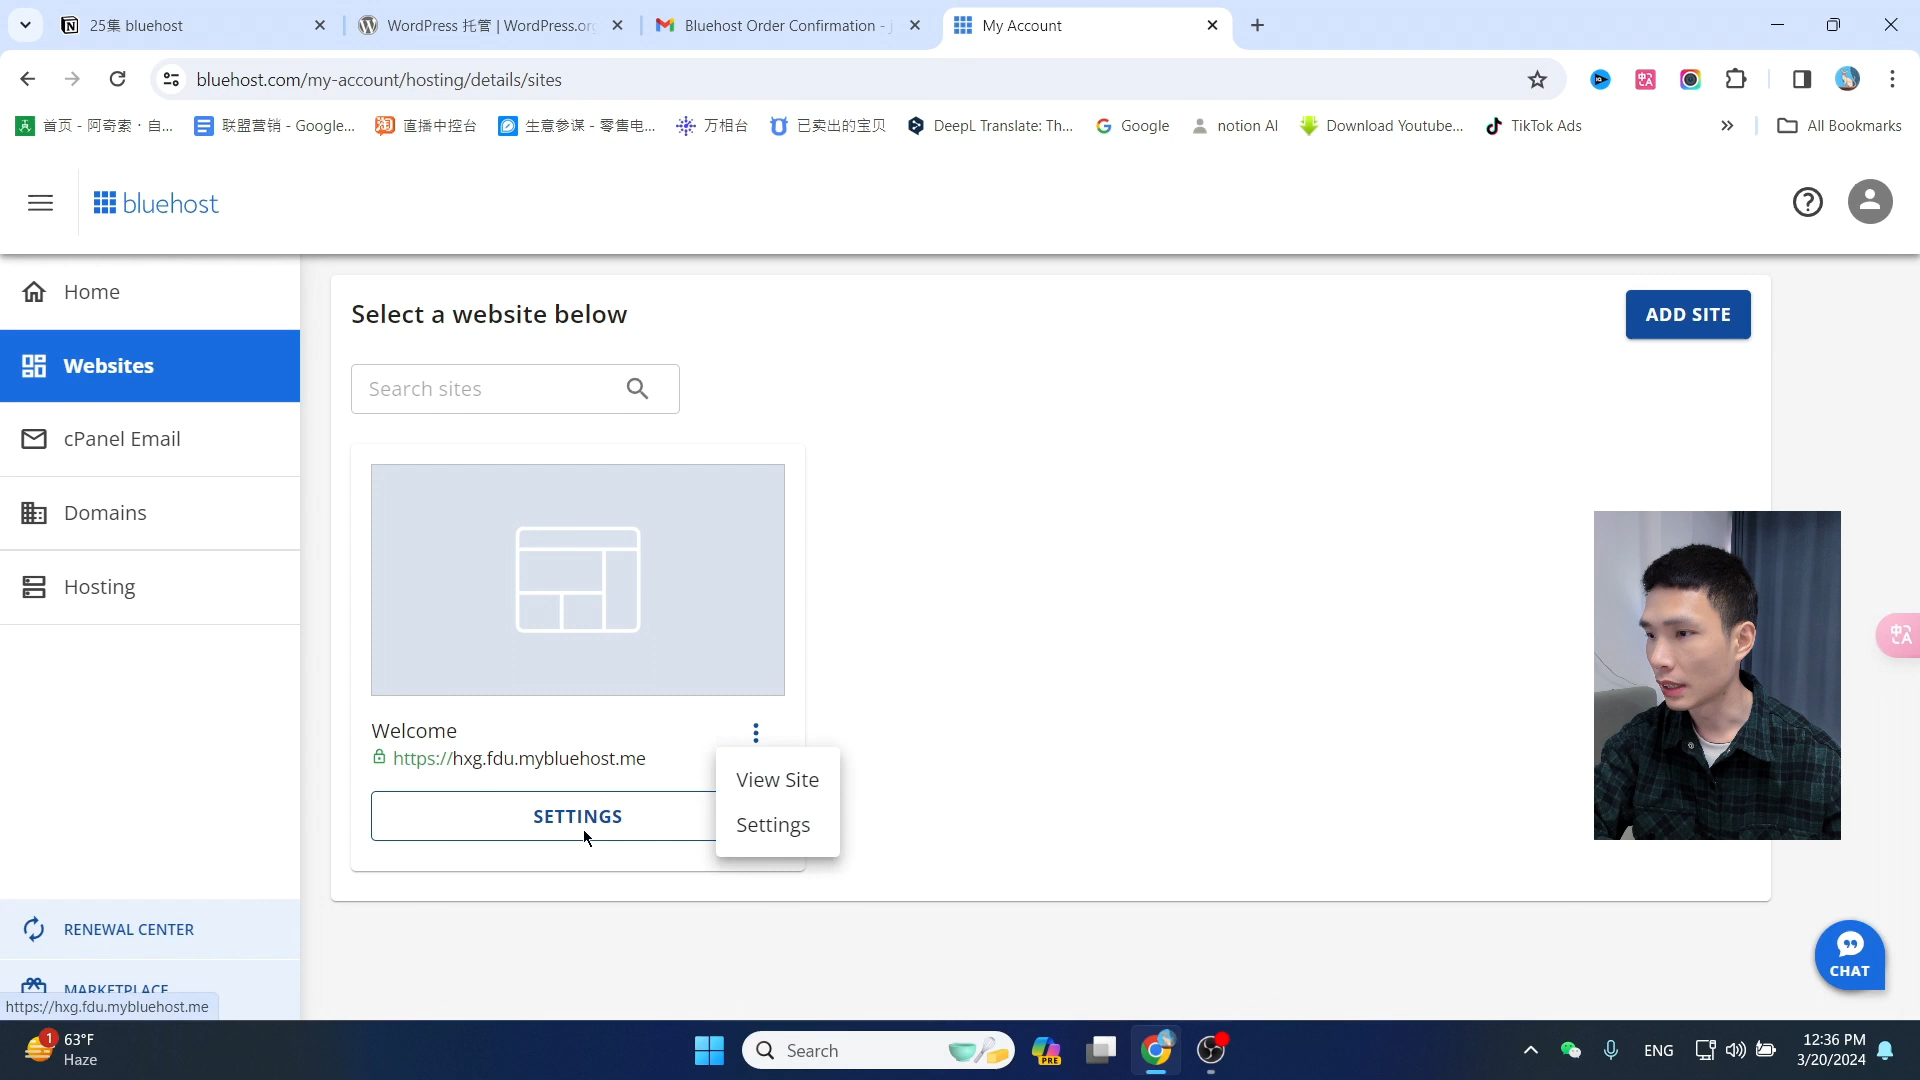 25集 bluehost
WordPress 托管 | WordPress.org
Bluehost Order Confirmation - j
My Account
bluehost.com/my-account/hosting/details/sites
首页 - 阿奇索 · 自...
联盟营销 - Google...
直播中控台
生意参谋 - 零售电...
万相台
已卖出的宝贝
DeepL Translate: Th...
Google
notion AI
Download Youtube...
TikTok Ads
All Bookmarks
bluehost
Home
Websites
cPanel Email
Domains
Hosting
RENEWAL CENTER
MARKETPLACE
https://hxg.fdu.mybluehost.me
Select a website below
ADD SITE
Search sites
Welcome
https://hxg.fdu.mybluehost.me
SETTINGS
View Site
Settings
CHAT
1
63°F
Haze
Search
PRE
ENG
12:36 PM
3/20/2024